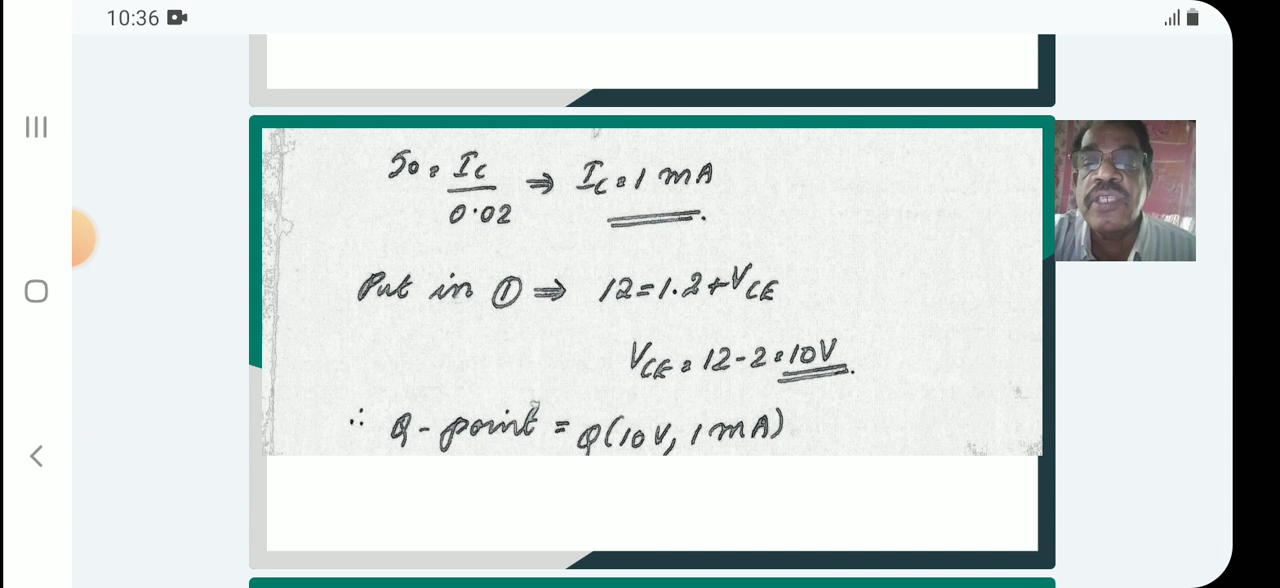 10:36
50 = Ic / 0.02 ⇒ Ic = 1 mA
Put in ① ⇒ 12 = 1.2 + VCE
VCE = 12 - 2 = 10V.
∴ Q-point = Q(10V, 1mA)